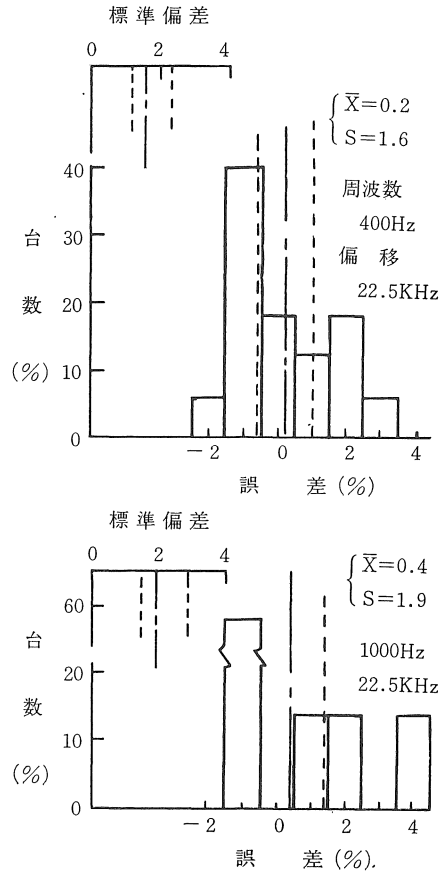 標準偏差
0 2 4
X̄=0.2
S=1.6
周波数
400Hz
偏移
22.5KHz
台数(%)
40
30
20
10
0
-2 0 2 4
誤差(%)
標準偏差
0 2 4
X̄=0.4
S=1.9
1000Hz
22.5KHz
台数(%)
60
20
10
0
-2 0 2 4
誤差(%).